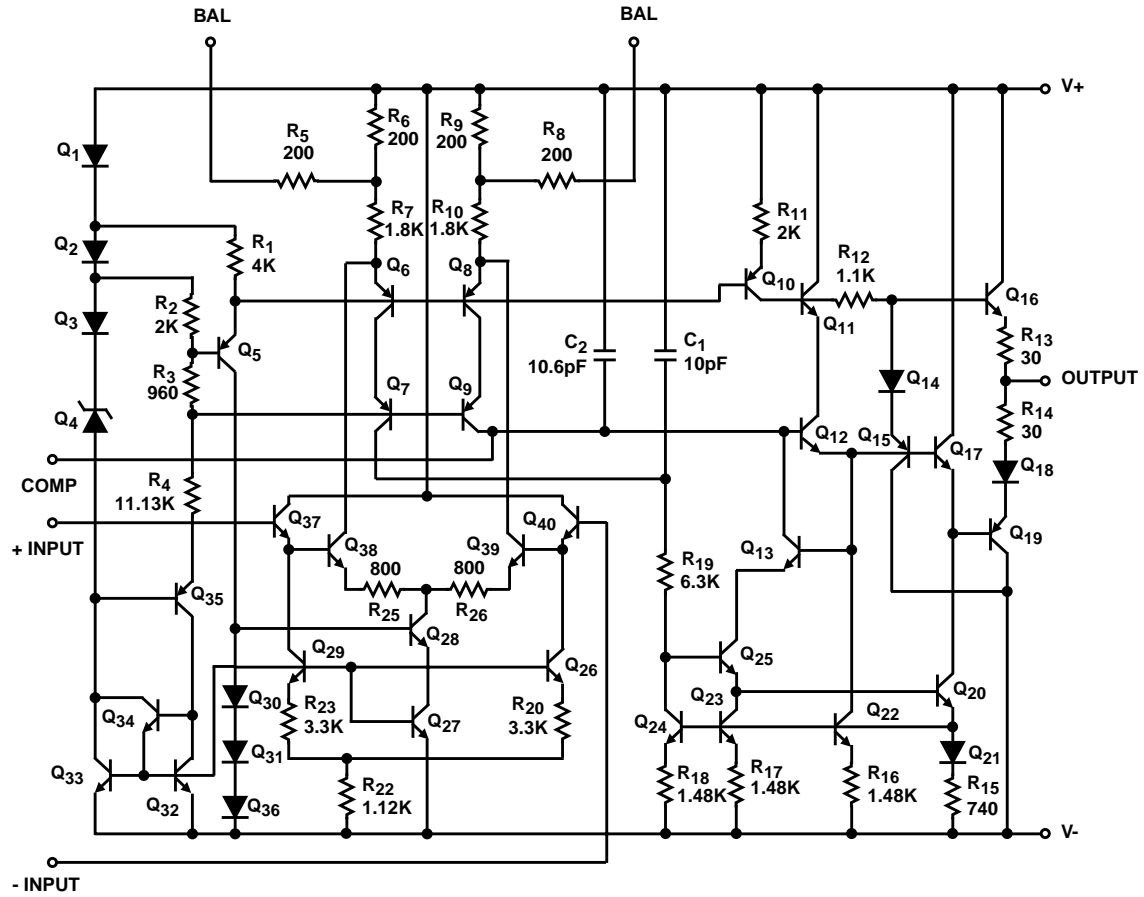 BAL
BAL
V+
R6
200
R9
200
R5
200
R8
200
Q1
R7
1.8K
R10
1.8K
R11
2K
Q2
R1
4K
R12
1.1K
Q6
Q8
Q10
Q16
R2
2K
Q3
Q11
R13
30
Q5
C2
10.6pF
C1
10pF
R3
960
Q14
OUTPUT
Q7
Q9
R14
30
Q4
Q12
Q15
Q17
COMP
R4
11.13K
Q18
+ INPUT
Q37
Q40
Q38
Q39
Q13
Q19
800
800
R19
6.3K
R25
R26
Q35
Q28
Q29
Q26
Q25
Q30
R23
3.3K
R20
3.3K
Q34
Q27
Q24
Q23
Q22
Q20
Q31
Q21
Q33
Q32
Q36
R22
1.12K
R18
1.48K
R17
1.48K
R16
1.48K
R15
740
V-
- INPUT